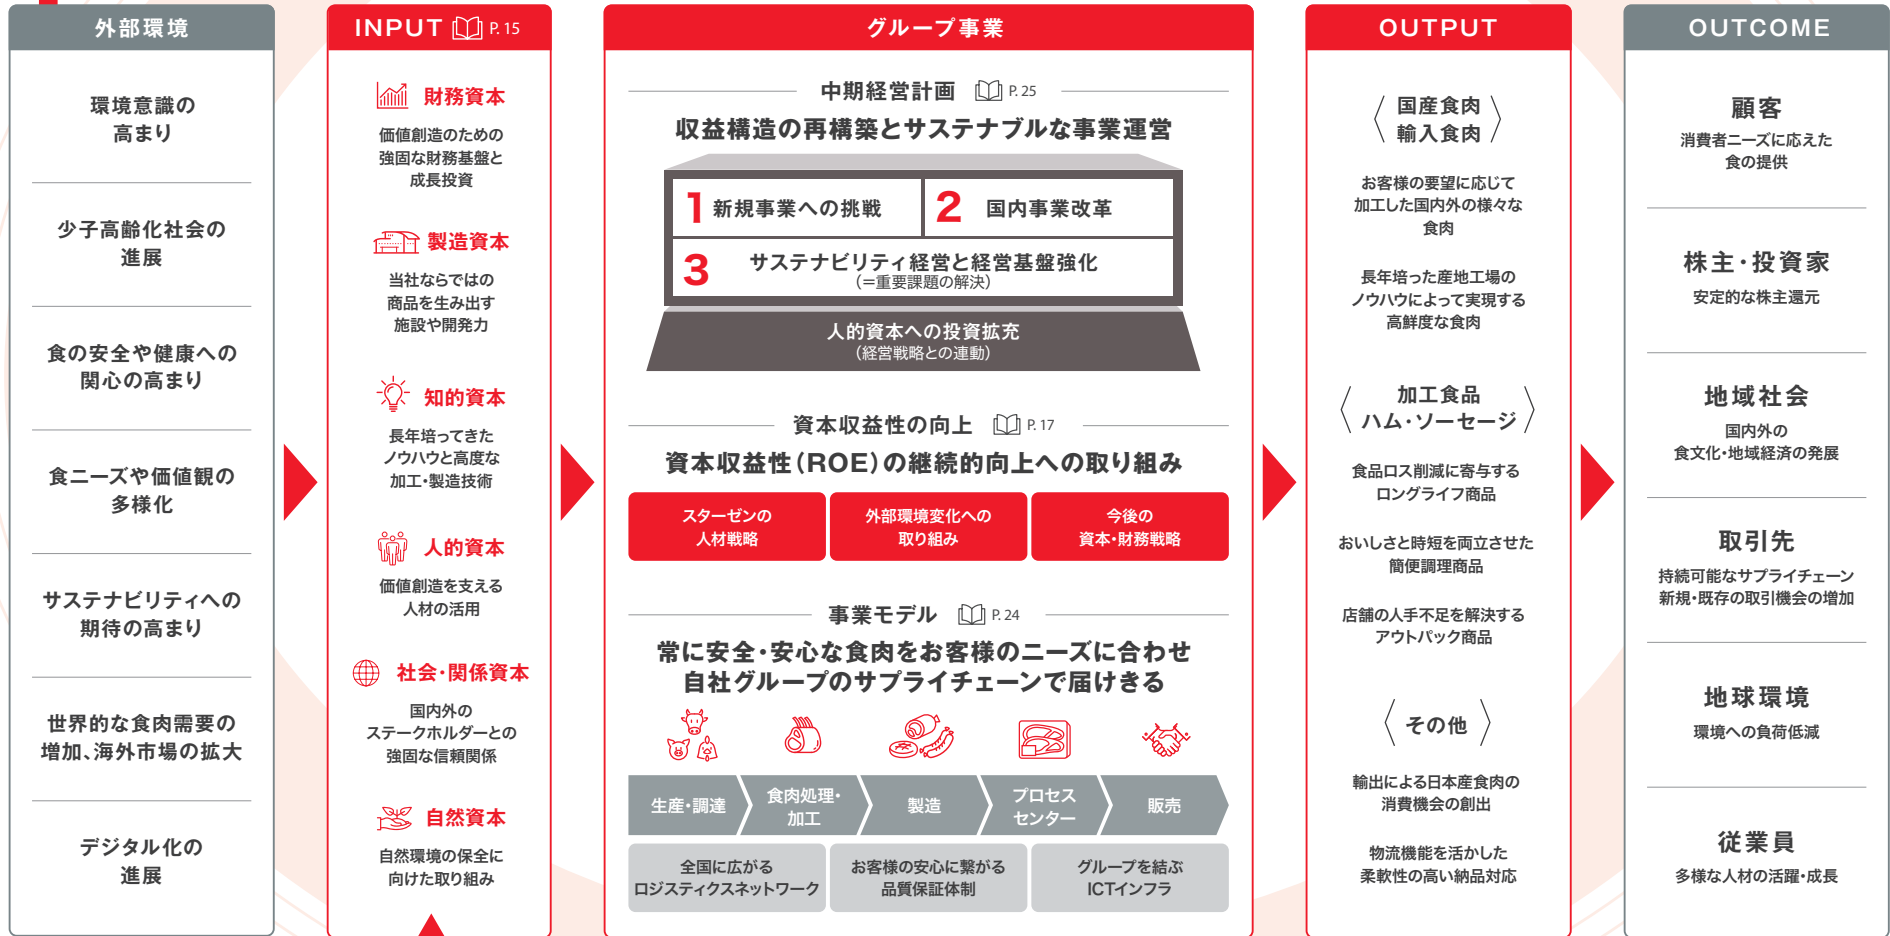 外部環境
環境意識の
高まり
少子高齢化社会の
進展
食の安全や健康への
関心の高まり
食ニーズや価値観の
多様化
サステナビリティへの
期待の高まり
世界的な食肉需要の
増加、海外市場の拡大
デジタル化の
進展
INPUT P. 15
財務資本
価値創造のための
強固な財務基盤と
成長投資
製造資本
当社ならではの
商品を生み出す
施設や開発力
知的資本
長年培ってきた
ノウハウと高度な
加工・製造技術
人的資本
価値創造を支える
人材の活用
社会・関係資本
国内外の
ステークホルダーとの
強固な信頼関係
自然資本
自然環境の保全に
向けた取り組み
グループ事業
中期経営計画 P. 25
収益構造の再構築とサステナブルな事業運営
1 新規事業への挑戦
2 国内事業改革
3 サステナビリティ経営と経営基盤強化
(=重要課題の解決)
人的資本への投資拡充
(経営戦略との連動)
資本収益性の向上 P. 17
資本収益性(ROE)の継続的向上への取り組み
スターゼンの
人材戦略
外部環境変化への
取り組み
今後の
資本・財務戦略
事業モデル P. 24
常に安全・安心な食肉をお客様のニーズに合わせ
自社グループのサプライチェーンで届けきる
生産・調達
食肉処理・
加工
製造
プロセス
センター
販売
全国に広がる
ロジスティクスネットワーク
お客様の安心に繋がる
品質保証体制
グループを結ぶ
ICTインフラ
OUTPUT
〈国産食肉
輸入食肉〉
お客様の要望に応じて
加工した国内外の様々な
食肉
長年培った産地工場の
ノウハウによって実現する
高鮮度な食肉
〈加工食品
ハム・ソーセージ〉
食品ロス削減に寄与する
ロングライフ商品
おいしさと時短を両立させた
簡便調理商品
店舗の人手不足を解決する
アウトパック商品
〈その他〉
輸出による日本産食肉の
消費機会の創出
物流機能を活かした
柔軟性の高い納品対応
OUTCOME
顧客
消費者ニーズに応えた
食の提供
株主・投資家
安定的な株主還元
地域社会
国内外の
食文化・地域経済の発展
取引先
持続可能なサプライチェーン
新規・既存の取引機会の増加
地球環境
環境への負荷低減
従業員
多様な人材の活躍・成長